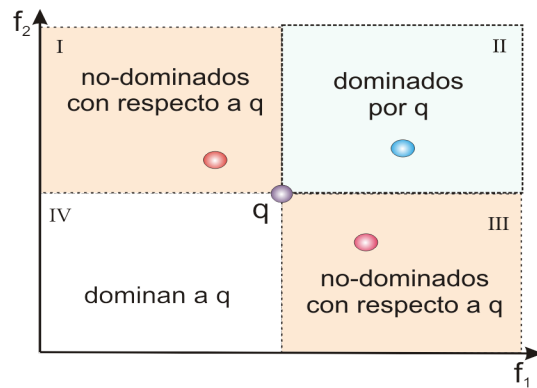 f2
I
no-dominados
con respecto a q
II
dominados
por q
q
IV
dominan a q
III
no-dominados
con respecto a q
f1